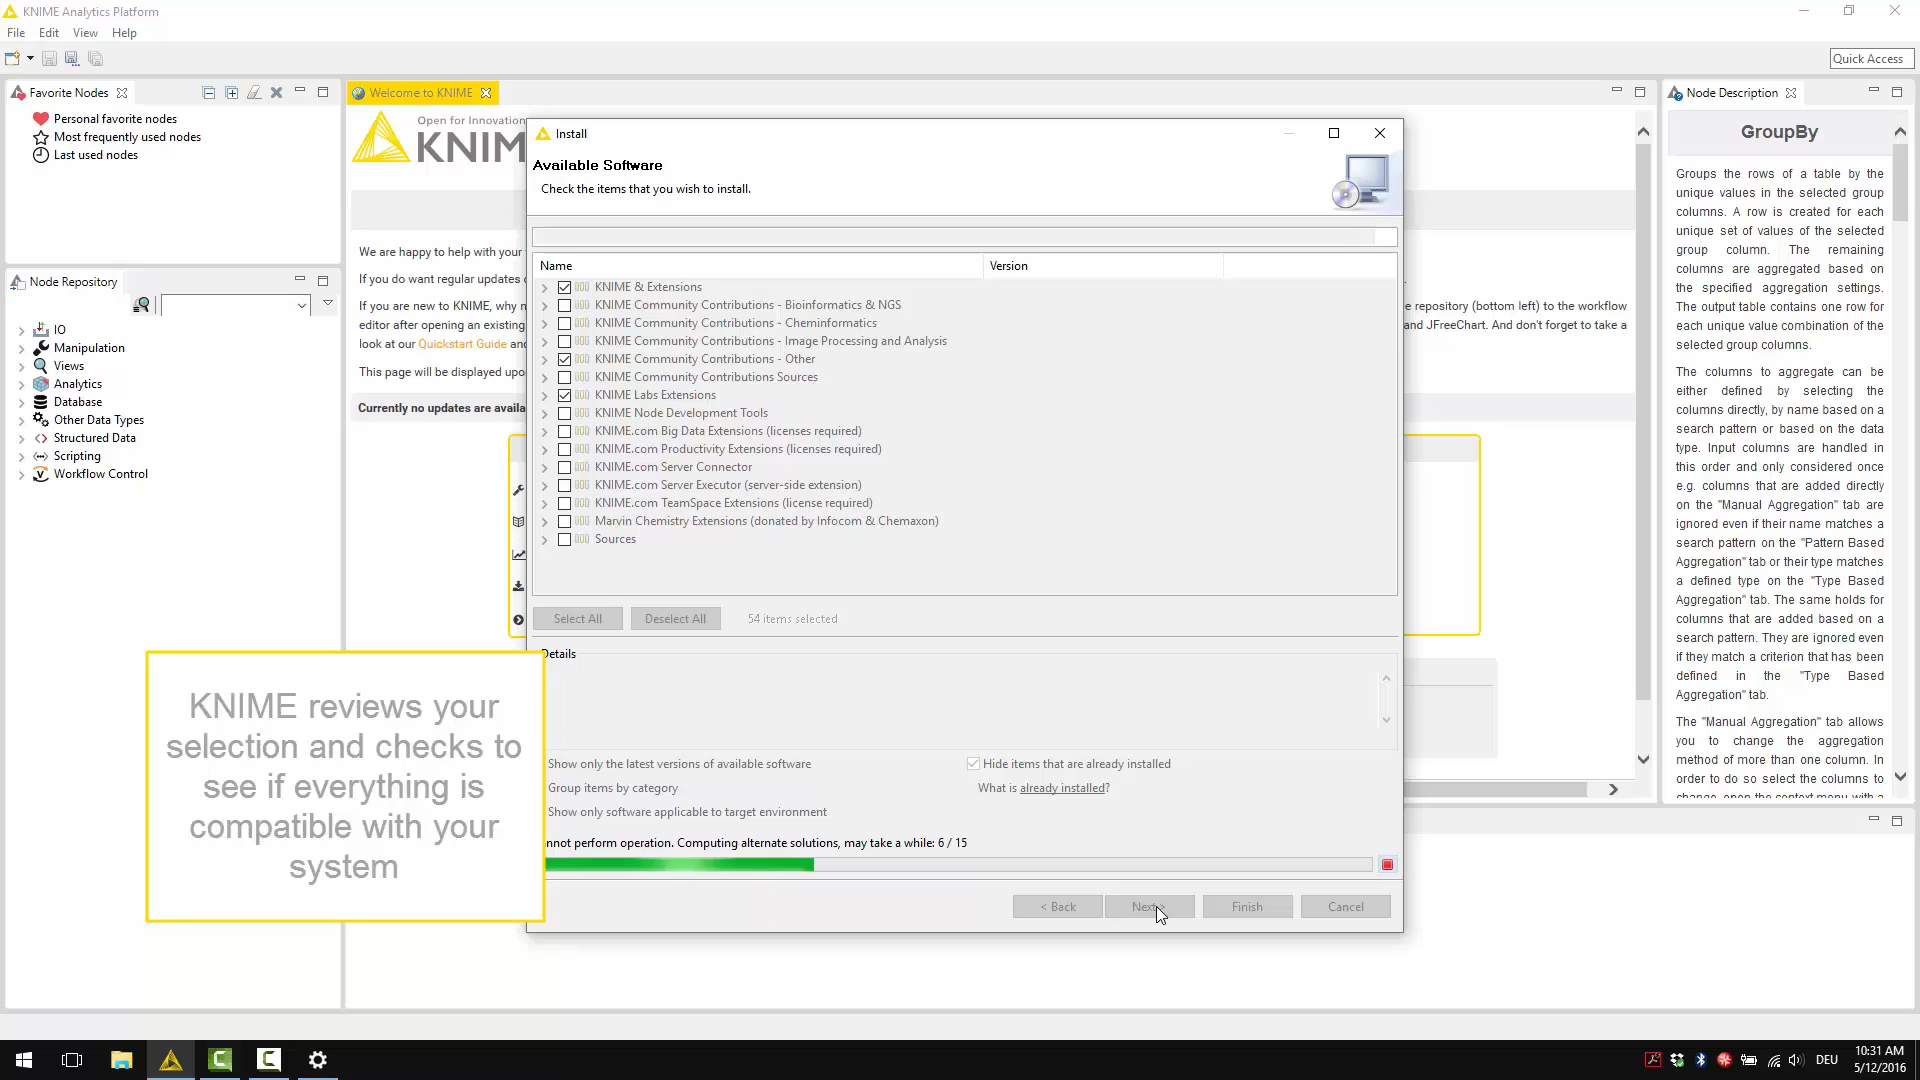 KNIME Analytics Platform
File Edit View Help
Quick Access
Favorite Nodes
Personal favorite nodes
Most frequently used nodes
Last used nodes
Node Repository
IO
Manipulation
Views
Analytics
Database
Other Data Types
Structured Data
Scripting
Workflow Control
Welcome to KNIME
Open for Innovation
KNIM
We are happy to help with your
If you do want regular updates
If you are new to KNIME, why n
e repository (bottom left) to the workflow
editor after opening an existing
and JFreeChart. And don't forget to take a
look at our Quickstart Guide and
This page will be displayed upo
Currently no updates are availa
Install
Available Software
Check the items that you wish to install.
Name Version
KNIME & Extensions
KNIME Community Contributions - Bioinformatics & NGS
KNIME Community Contributions - Cheminformatics
KNIME Community Contributions - Image Processing and Analysis
KNIME Community Contributions - Other
KNIME Community Contributions Sources
KNIME Labs Extensions
KNIME Node Development Tools
KNIME.com Big Data Extensions (licenses required)
KNIME.com Productivity Extensions (licenses required)
KNIME.com Server Connector
KNIME.com Server Executor (server-side extension)
KNIME.com TeamSpace Extensions (license required)
Marvin Chemistry Extensions (donated by Infocom & Chemaxon)
Sources
Select All Deselect All 54 items selected
Details
Show only the latest versions of available software
Hide items that are already installed
Group items by category
What is already installed?
Show only software applicable to target environment
nnot perform operation. Computing alternate solutions, may take a while: 6 / 15
< Back Next > Finish Cancel
KNIME reviews your
selection and checks to
see if everything is
compatible with your
system
Node Description
GroupBy
Groups the rows of a table by the
unique values in the selected group
columns. A row is created for each
unique set of values of the selected
group column. The remaining
columns are aggregated based on
the specified aggregation settings.
The output table contains one row for
each unique value combination of the
selected group columns.
The columns to aggregate can be
either defined by selecting the
columns directly, by name based on a
search pattern or based on the data
type. Input columns are handled in
this order and only considered once
e.g. columns that are added directly
on the "Manual Aggregation" tab are
ignored even if their name matches a
search pattern on the "Pattern Based
Aggregation" tab or their type matches
a defined type on the "Type Based
Aggregation" tab. The same holds for
columns that are added based on a
search pattern. They are ignored even
if they match a criterion that has been
defined in the "Type Based
Aggregation" tab.
The "Manual Aggregation" tab allows
you to change the aggregation
method of more than one column. In
order to do so select the columns to
change, open the context menu with a
DEU
10:31 AM
5/12/2016